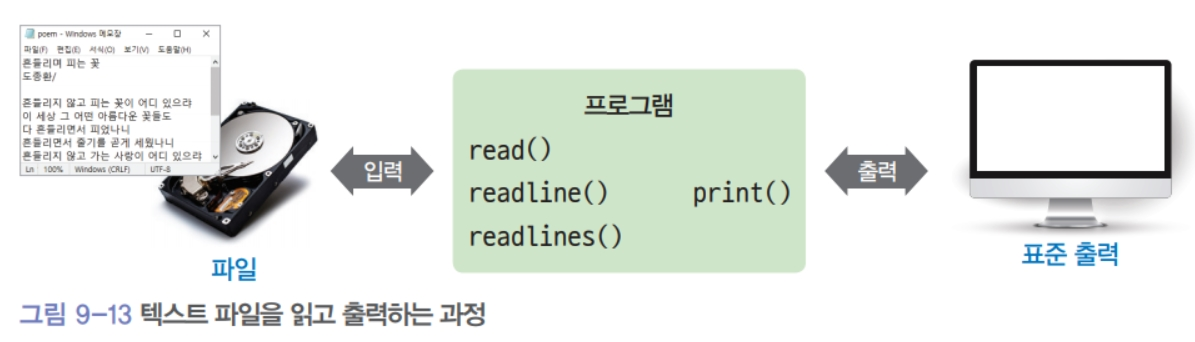 poem - Windows 메모장
파일(F) 편집(E) 서식(O) 보기(V) 도움말(H)
흔들리며 피는 꽃
도종환/
흔들리지 않고 피는 꽃이 어디 있으랴
이 세상 그 어떤 아름다운 꽃들도
다 흔들리면서 피었나니
흔들리면서 줄기를 곧게 세웠나니
흔들리지 않고 가는 사랑이 어디 있으랴
Ln 100% Windows (CRLF) UTF-8
파일
입력
프로그램
read()
readline() print()
readlines()
출력
표준 출력
그림 9-13 텍스트 파일을 읽고 출력하는 과정